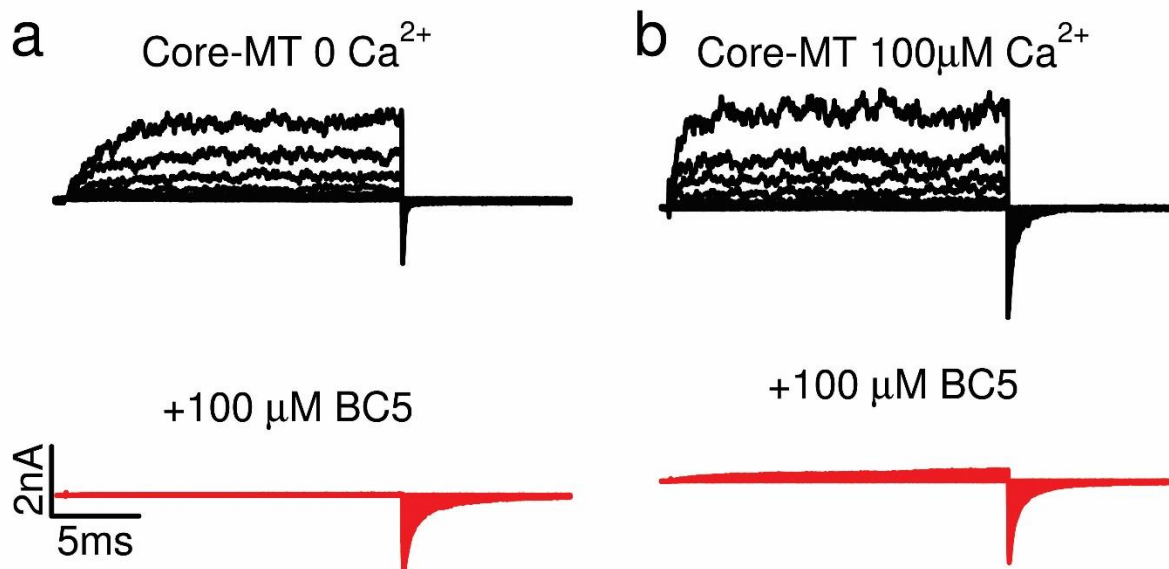 a
Core-MT 0 Ca²⁺
+100 μM BC5
2nA
5ms
b
Core-MT 100μM Ca²⁺
+100 μM BC5